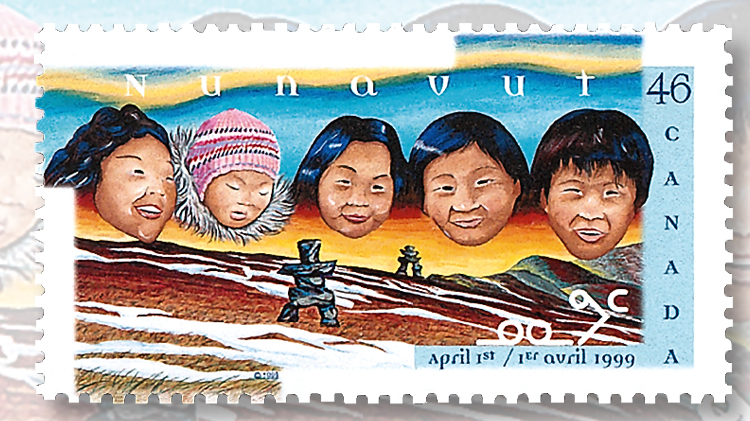 Nunavut
46
CANADA
April 1st / 1er avril 1999